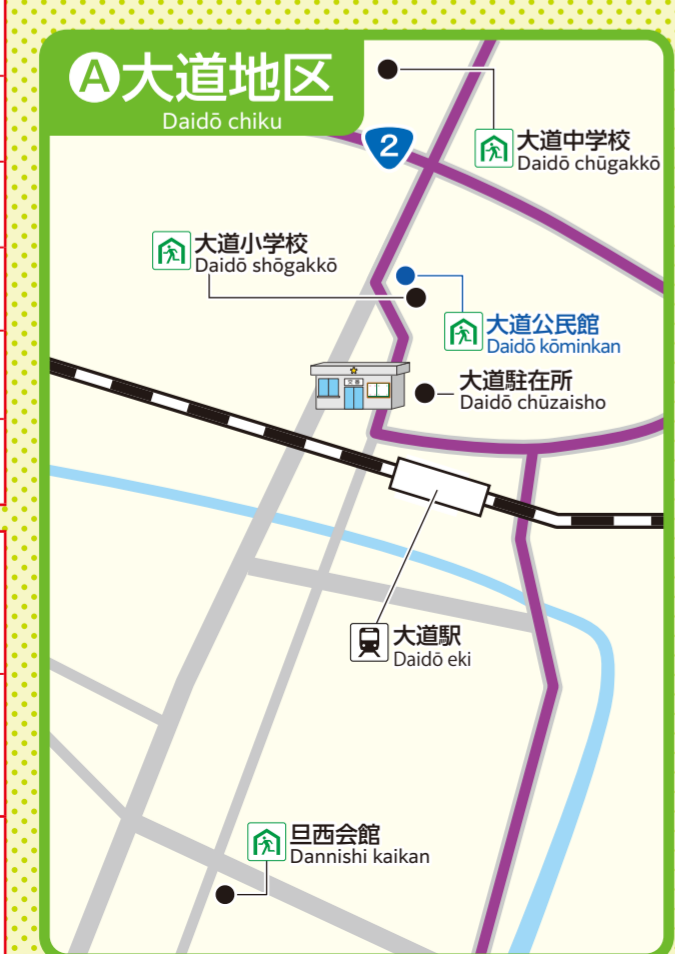 A大道地区
Daidō chiku
2
大道中学校
Daidō chūgakkō
大道小学校
Daidō shōgakkō
大道公民館
Daidō kōminkan
大道駐在所
Daidō chūzaisho
大道駅
Daidō eki
旦西会館
Dannishi kaikan